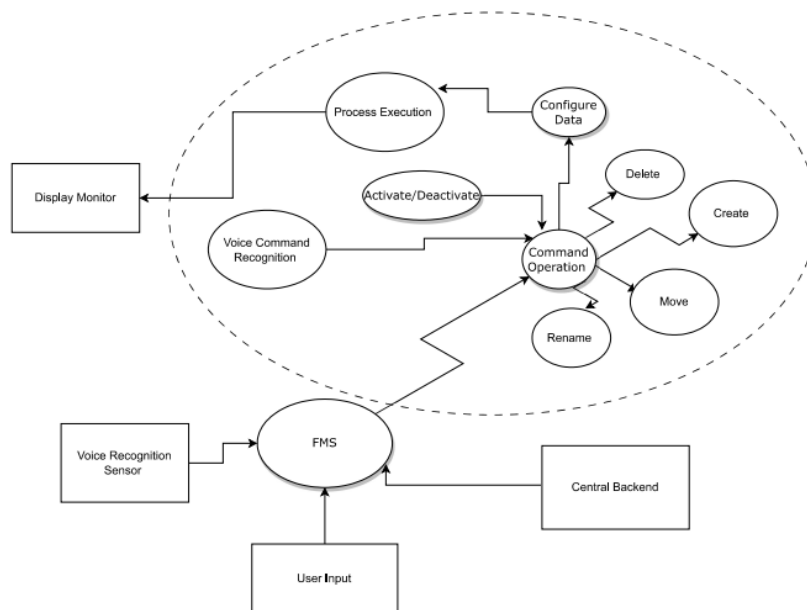 Process Execution
Configure
Data
Delete
Display Monitor
Activate/Deactivate
Create
Voice Command
Recognition
Command
Operation
Move
Rename
FMS
Voice Recognition
Sensor
Central Backend
User Input